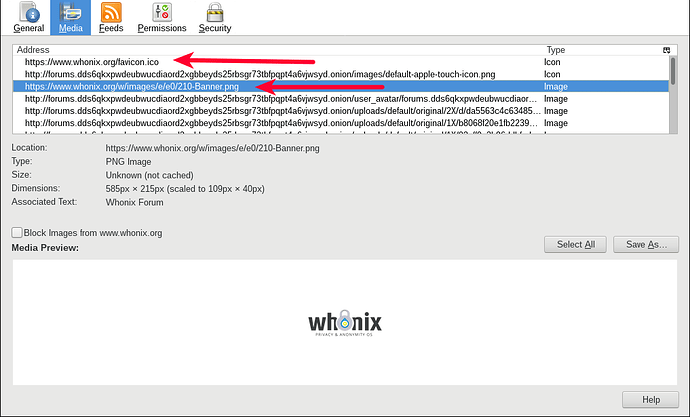 General Media Feeds Permissions Security
Address Type
https://www.whonix.org/favicon.ico Icon
http://forums.dds6qkxpwdeubwucdiaord2xgbbeyds25rbsgr73tbfpqpt4a6vjwsyd.onion/images/default-apple-touch-icon.png Icon
https://www.whonix.org/w/images/e/e0/210-Banner.png Image
http://forums.dds6qkxpwdeubwucdiaord2xgbbeyds25rbsgr73tbfpqpt4a6vjwsyd.onion/user_avatar/forums.dds6qkxpwdeubwucdiaor... Image
http://forums.dds6qkxpwdeubwucdiaord2xgbbeyds25rbsgr73tbfpqpt4a6vjwsyd.onion/uploads/default/original/2X/d/da5563c4c63485... Image
http://forums.dds6qkxpwdeubwucdiaord2xgbbeyds25rbsgr73tbfpqpt4a6vjwsyd.onion/uploads/default/original/1X/b8068f20e1fb2239... Image
Location: https://www.whonix.org/w/images/e/e0/210-Banner.png
Type: PNG Image
Size: Unknown (not cached)
Dimensions: 585px × 215px (scaled to 109px × 40px)
Associated Text: Whonix Forum
Block Images from www.whonix.org
Media Preview: Select All Save As...
whonix
PRIVACY & ANONYMITY OS
Help